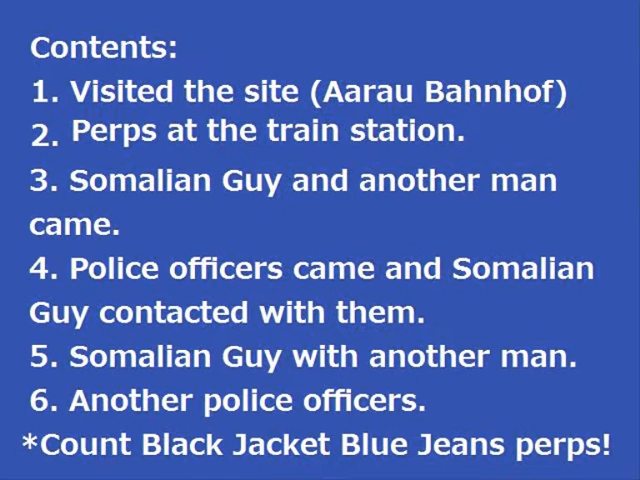 Contents:
1. Visited the site (Aarau Bahnhof)
2. Perps at the train station.
3. Somalian Guy and another man
came.
4. Police officers came and Somalian
Guy contacted with them.
5. Somalian Guy with another man.
6. Another police officers.
*Count Black Jacket Blue Jeans perps!